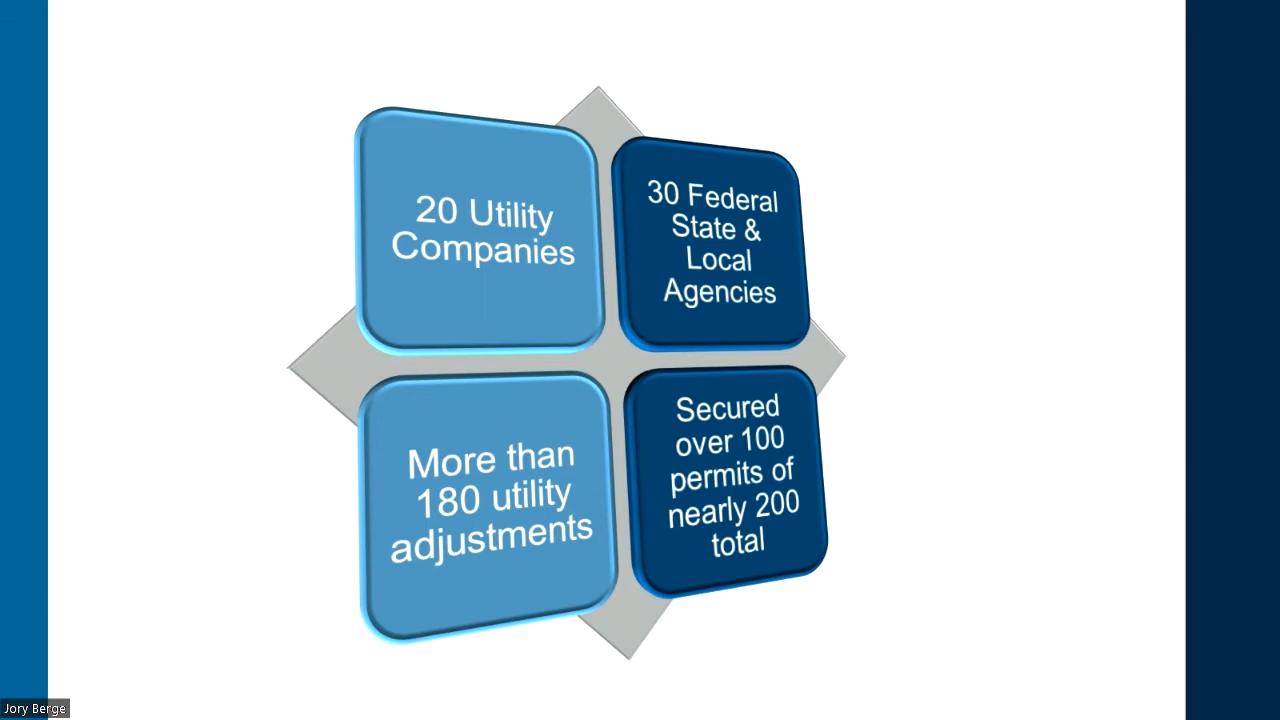 20 Utility
Companies
30 Federal
State &
Local
Agencies
More than
180 utility
adjustments
Secured
over 100
permits of
nearly 200
total
Jory Berge